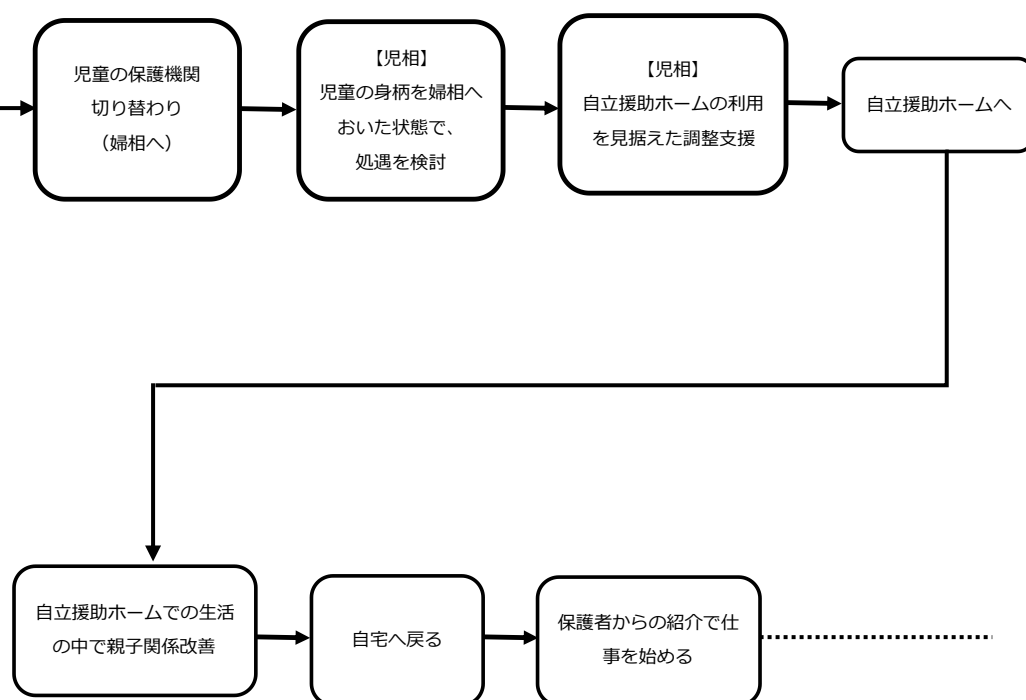 児童の保護機関
切り替わり
（婦相へ）
【児相】
児童の身柄を婦相へ
おいた状態で、
処遇を検討
【児相】
自立援助ホームの利用
を見据えた調整支援
自立援助ホームへ
自立援助ホームでの生活
の中で親子関係改善
自宅へ戻る
保護者からの紹介で仕
事を始める